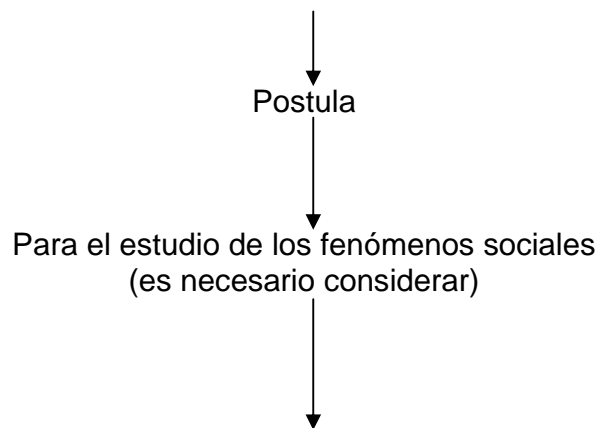 Postula
Para el estudio de los fenómenos sociales
(es necesario considerar)